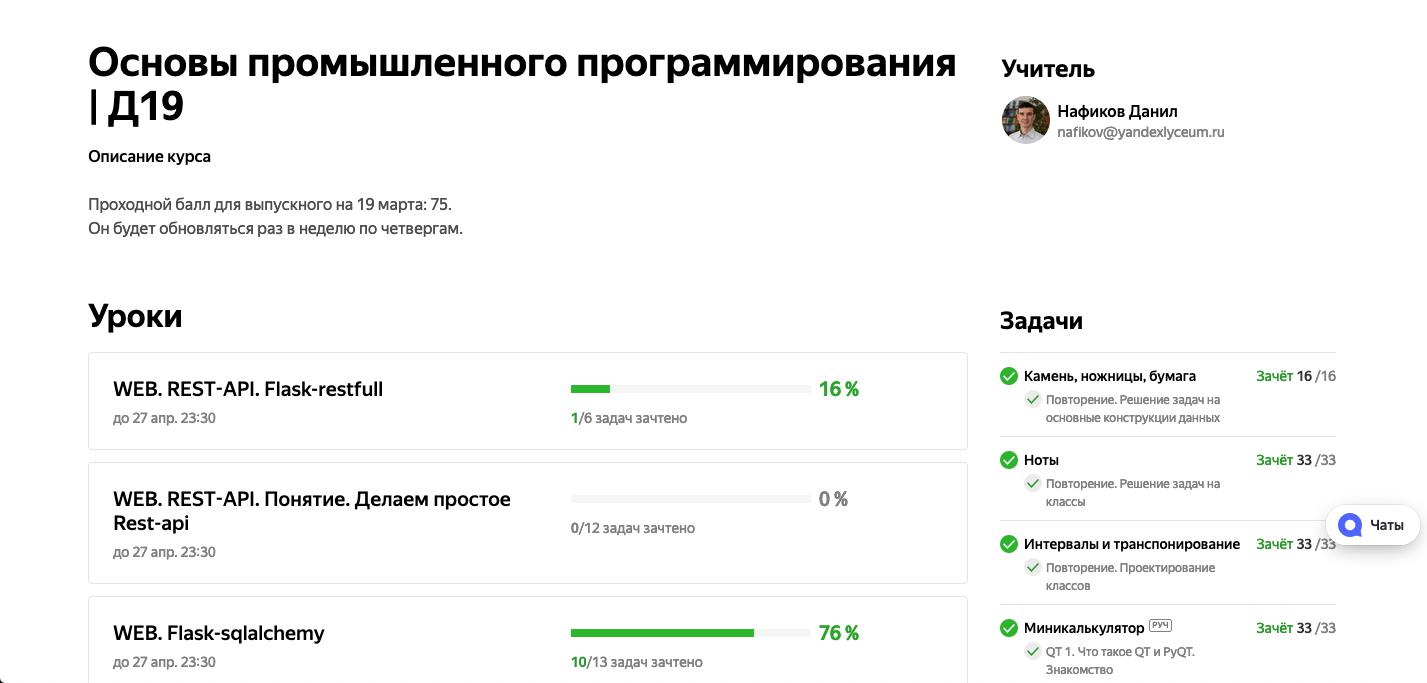 Основы промышленного программирования
| Д19
Описание курса
Проходной балл для выпускного на 19 марта: 75.
Он будет обновляться раз в неделю по четвергам.
Учитель
Нафиков Данил
nafikov@yandexlyceum.ru
Уроки
WEB. REST-API. Flask-restfull
до 27 апр. 23:30
16 %
1/6 задач зачтено
WEB. REST-API. Понятие. Делаем простое
Rest-api
до 27 апр. 23:30
0 %
0/12 задач зачтено
WEB. Flask-sqlalchemy
до 27 апр. 23:30
76 %
10/13 задач зачтено
Задачи
Камень, ножницы, бумага Зачёт 16 /16
Повторение. Решение задач на
основные конструкции данных
Ноты Зачёт 33 /33
Повторение. Решение задач на
классы
Интервалы и транспонирование Зачёт 33 /33
Повторение. Проектирование
классов
Миникалькулятор РУЧ Зачёт 33 /33
QT 1. Что такое QT и PyQT.
Знакомство
Чаты